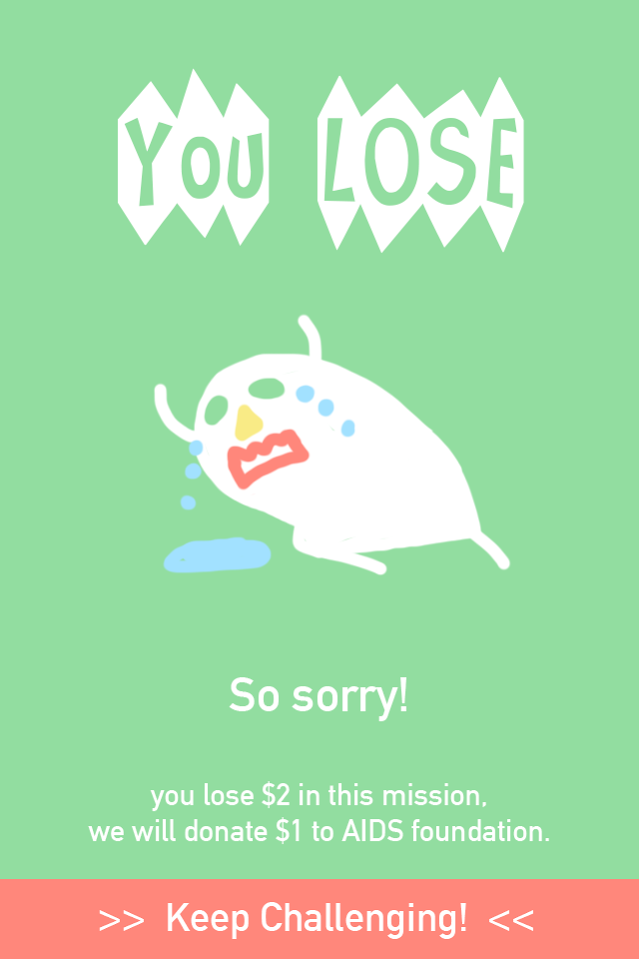 YOU LOSE
So sorry!
you lose $2 in this mission,
we will donate $1 to AIDS foundation.
>> Keep Challenging! <<